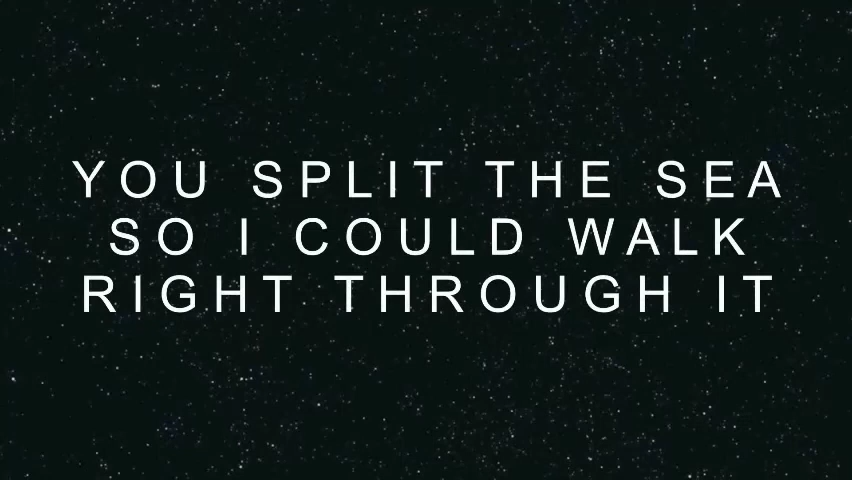 YOU SPLIT THE SEA
SO I COULD WALK
RIGHT THROUGH IT